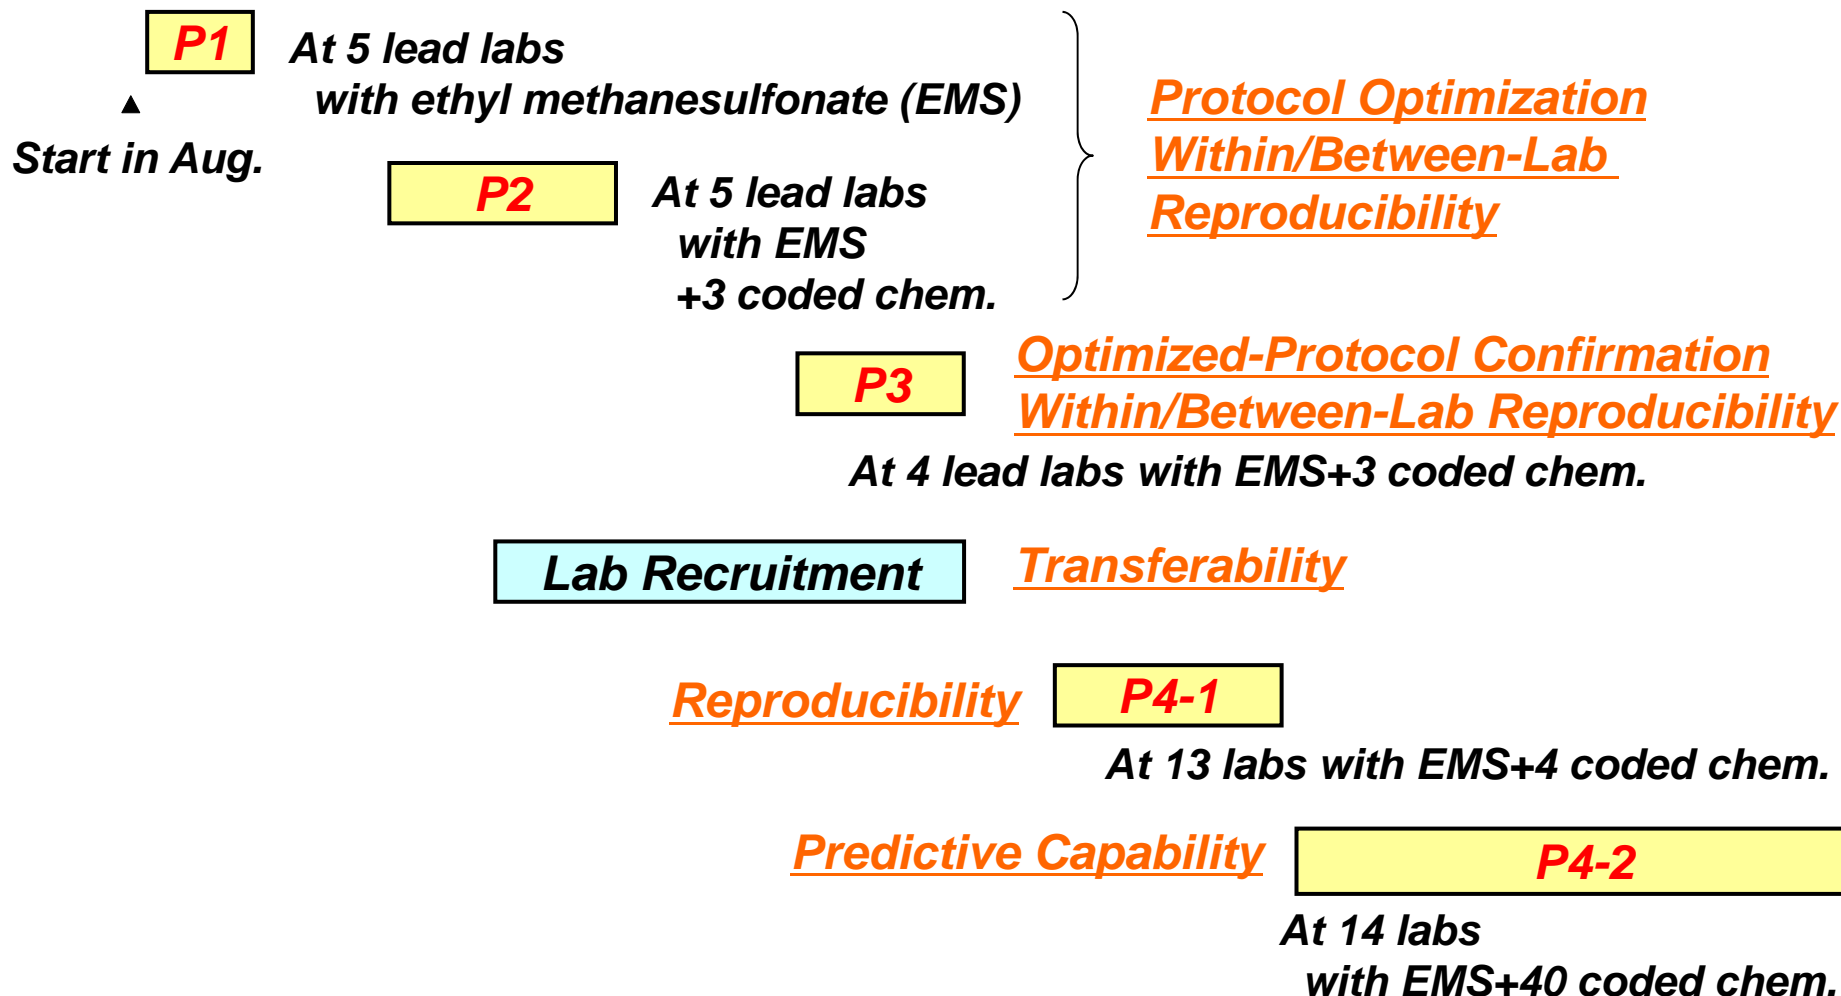 P1
At 5 lead labs
with ethyl methanesulfonate (EMS)
Start in Aug.
Protocol Optimization
Within/Between-Lab
Reproducibility
P2
At 5 lead labs
with EMS
+3 coded chem.
P3
Optimized-Protocol Confirmation
Within/Between-Lab Reproducibility
At 4 lead labs with EMS+3 coded chem.
Lab Recruitment
Transferability
Reproducibility
P4-1
At 13 labs with EMS+4 coded chem.
Predictive Capability
P4-2
At 14 labs
with EMS+40 coded chem.